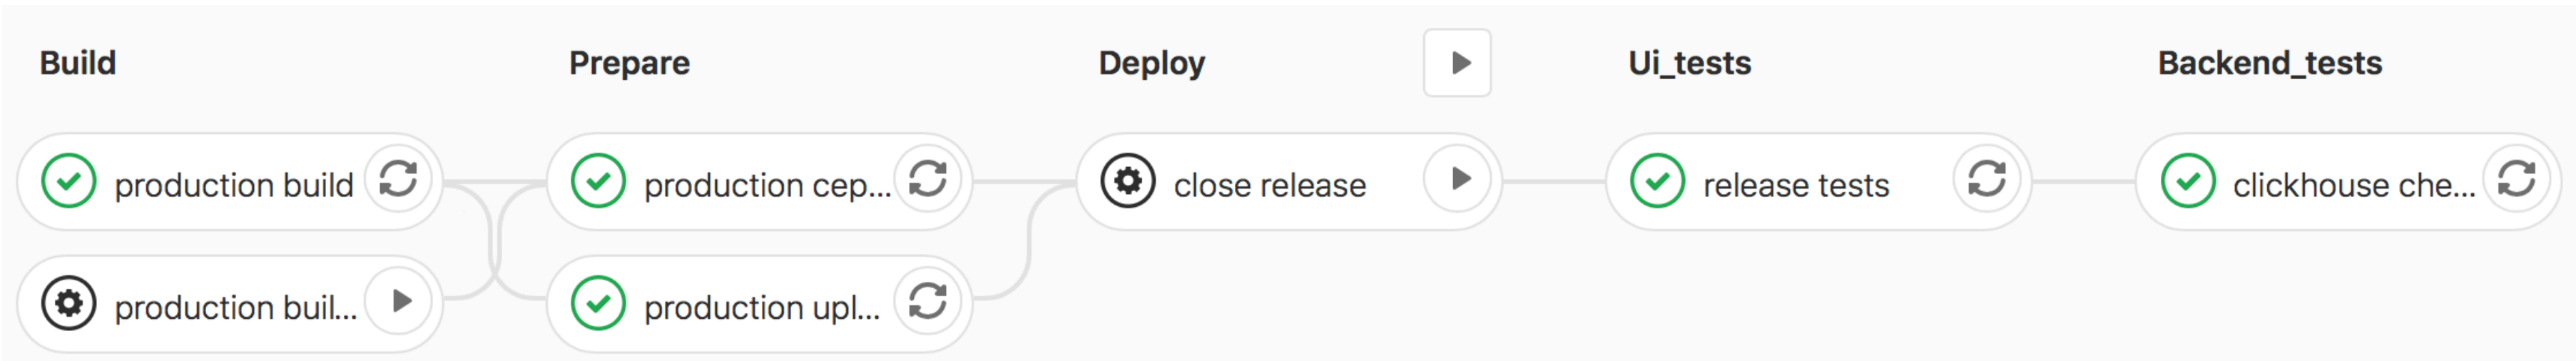 Build
production build
production buil...
Prepare
production cep...
production upl...
Deploy
close release
Ui_tests
release tests
Backend_tests
clickhouse che...